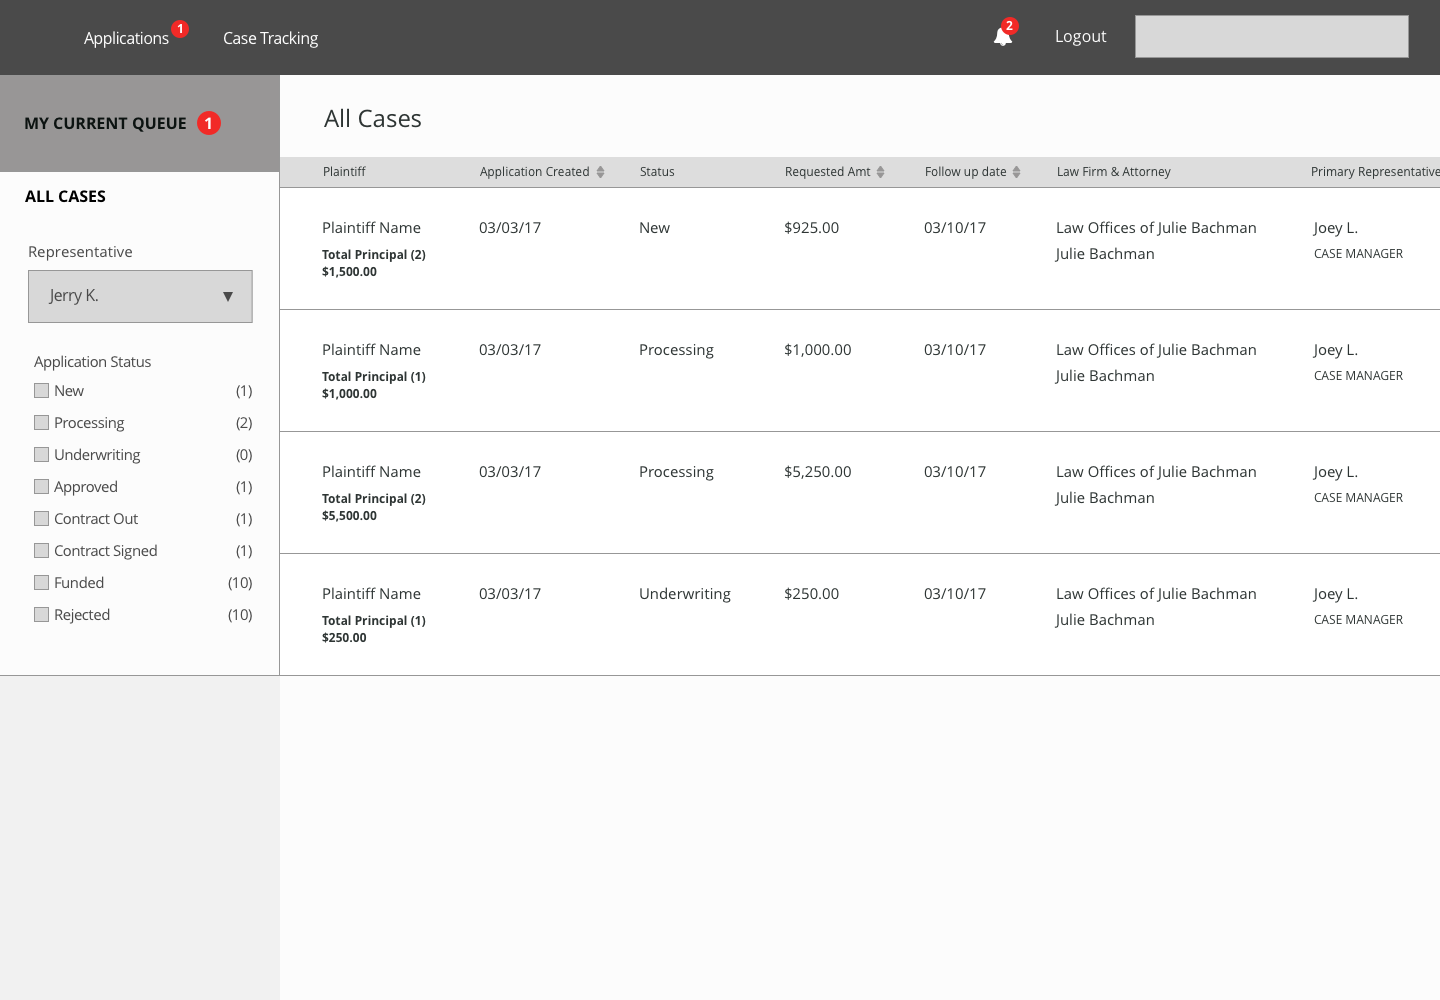 Applications 1 Case Tracking 2 Logout
MY CURRENT QUEUE 1
ALL CASES
Representative
Jerry K. ▼
Application Status
New (1)
Processing (2)
Underwriting (0)
Approved (1)
Contract Out (1)
Contract Signed (1)
Funded (10)
Rejected (10)
All Cases
Plaintiff Application Created Status Requested Amt Follow up date Law Firm & Attorney Primary Representative
Plaintiff Name 03/03/17 New $925.00 03/10/17 Law Offices of Julie Bachman Joey L.
Total Principal (2) Julie Bachman CASE MANAGER
$1,500.00
Plaintiff Name 03/03/17 Processing $1,000.00 03/10/17 Law Offices of Julie Bachman Joey L.
Total Principal (1) Julie Bachman CASE MANAGER
$1,000.00
Plaintiff Name 03/03/17 Processing $5,250.00 03/10/17 Law Offices of Julie Bachman Joey L.
Total Principal (2) Julie Bachman CASE MANAGER
$5,500.00
Plaintiff Name 03/03/17 Underwriting $250.00 03/10/17 Law Offices of Julie Bachman Joey L.
Total Principal (1) Julie Bachman CASE MANAGER
$250.00